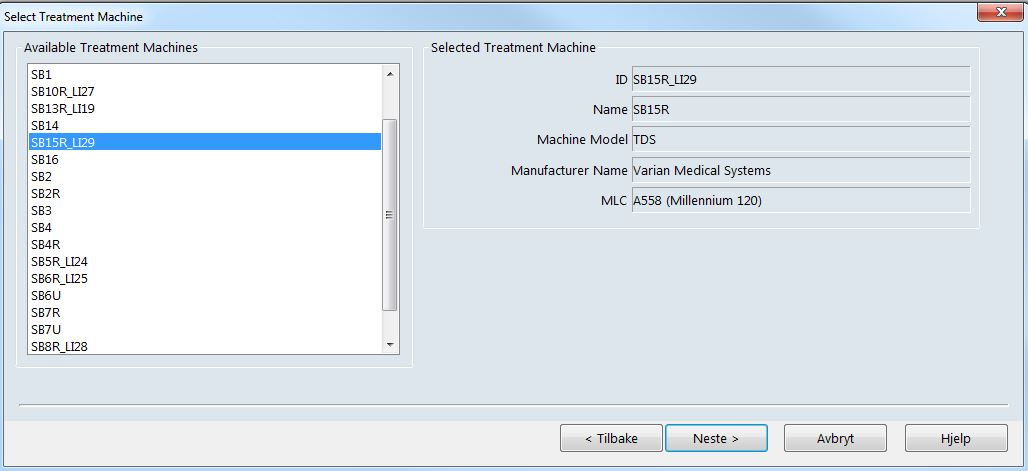 Select Treatment Machine
Available Treatment Machines
SB1
SB10R_LI27
SB13R_LI19
SB14
SB15R_LI29
SB16
SB2
SB2R
SB3
SB4
SB4R
SB5R_LI24
SB6R_LI25
SB6U
SB7R
SB7U
SB8R_LI28
Selected Treatment Machine
ID SB15R_LI29
Name SB15R
Machine Model TDS
Manufacturer Name Varian Medical Systems
MLC A558 (Millennium 120)
< Tilbake Neste > Avbryt Hjelp